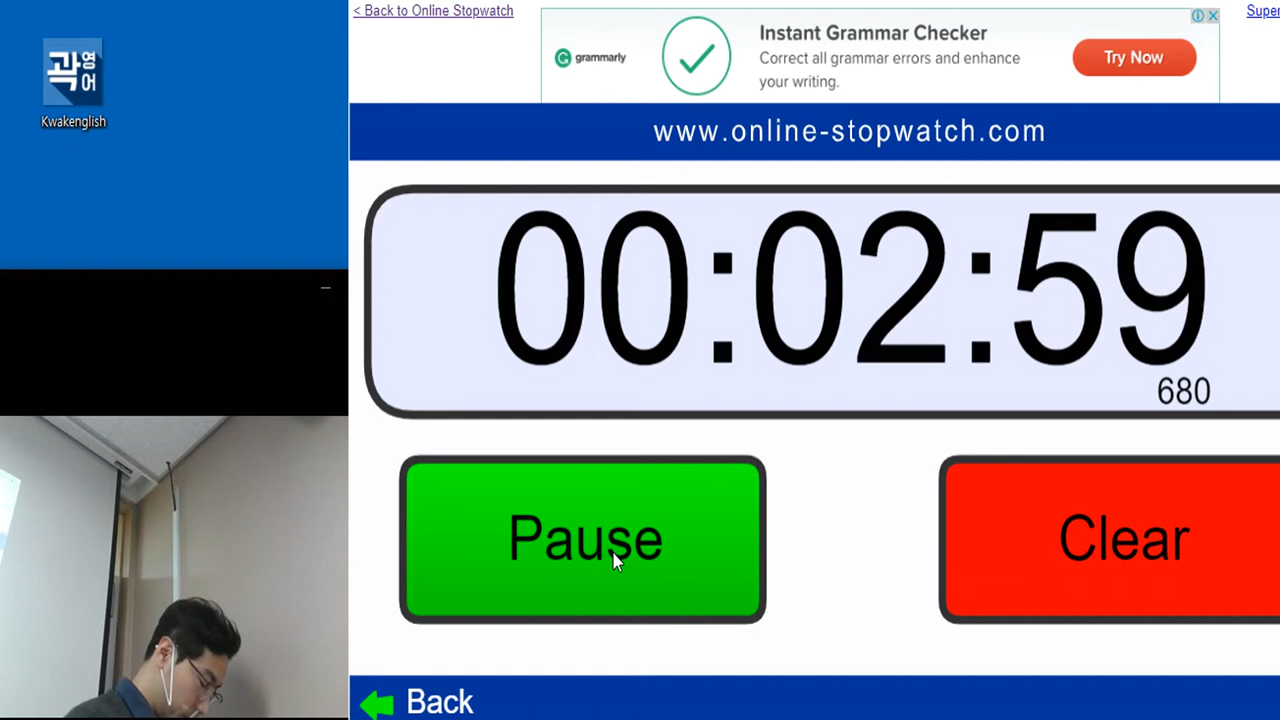 곽영어
Kwakenglish
< Back to Online Stopwatch
grammarly
Instant Grammar Checker
Correct all grammar errors and enhance
your writing.
Try Now
Super
www.online-stopwatch.com
00:02:59
680
Pause
Clear
Back